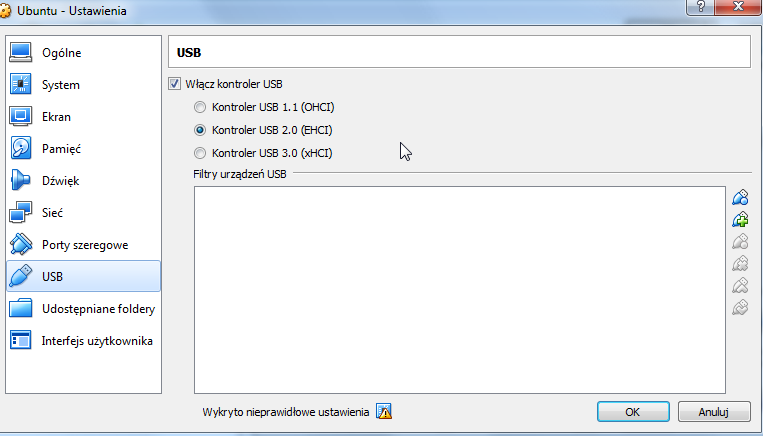 Ubuntu - Ustawienia
Ogólne
System
Ekran
Pamięć
Dźwięk
Sieć
Porty szeregowe
USB
Udostępniane foldery
Interfejs użytkownika
USB
Włącz kontroler USB
Kontroler USB 1.1 (OHCI)
Kontroler USB 2.0 (EHCI)
Kontroler USB 3.0 (xHCI)
Filtry urządzeń USB
Wykryto nieprawidłowe ustawienia
OK
Anuluj